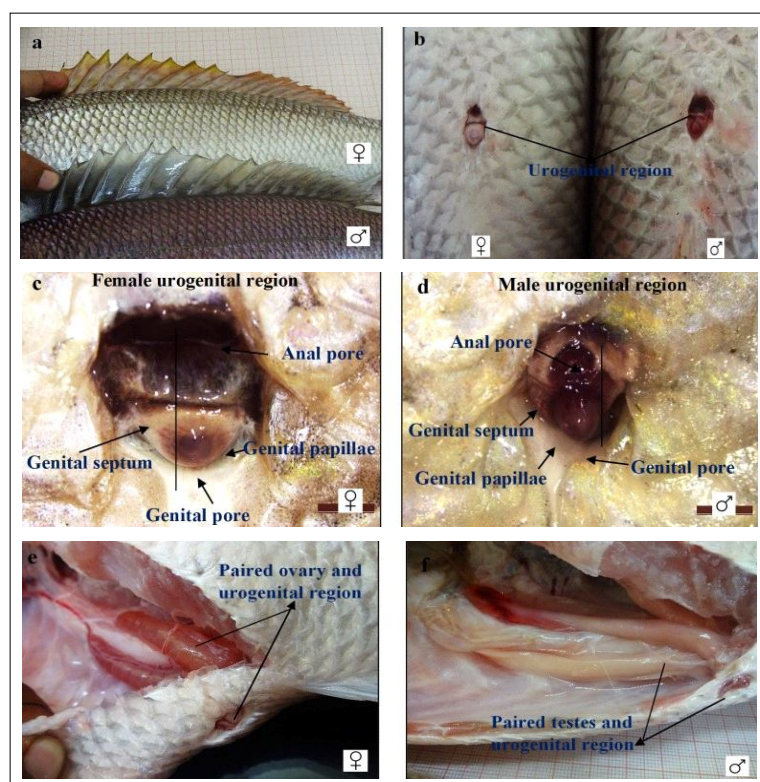 a
♀
♂
b
Urogenital region
♀
♂
c
Female urogenital region
Anal pore
Genital septum
Genital papillae
Genital pore
♀
d
Male urogenital region
Anal pore
Genital septum
Genital papillae
Genital pore
♂
e
Paired ovary and
urogenital region
♀
f
Paired testes and
urogenital region
♂